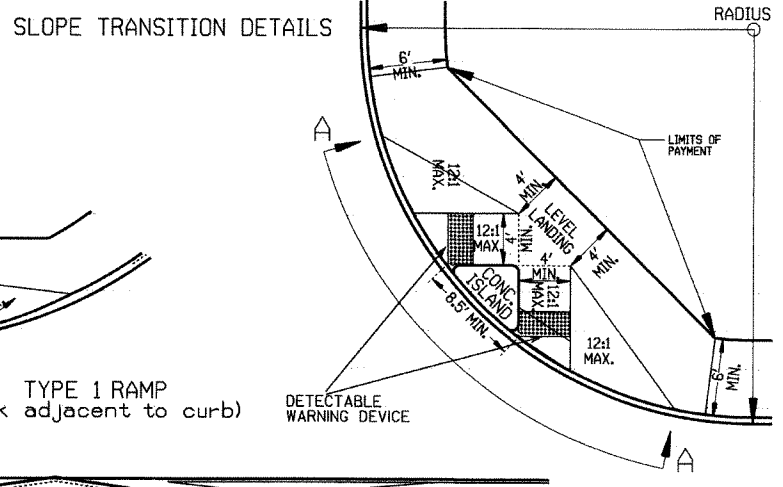 SLOPE TRANSITION DETAILS
RADIUS
6'
MIN.
A
LIMITS OF
PAYMENT
12:1
MAX.
4'
MIN.
LEVEL
LANDING
12:1
MAX.
4'
MIN.
4'
MIN.
4'
MIN.
CONC.
ISLAND
12:1
MAX.
8.5' MIN.
12:1
MAX.
6'
MIN.
TYPE 1 RAMP
adjacent to curb)
DETECTABLE
WARNING DEVICE
A